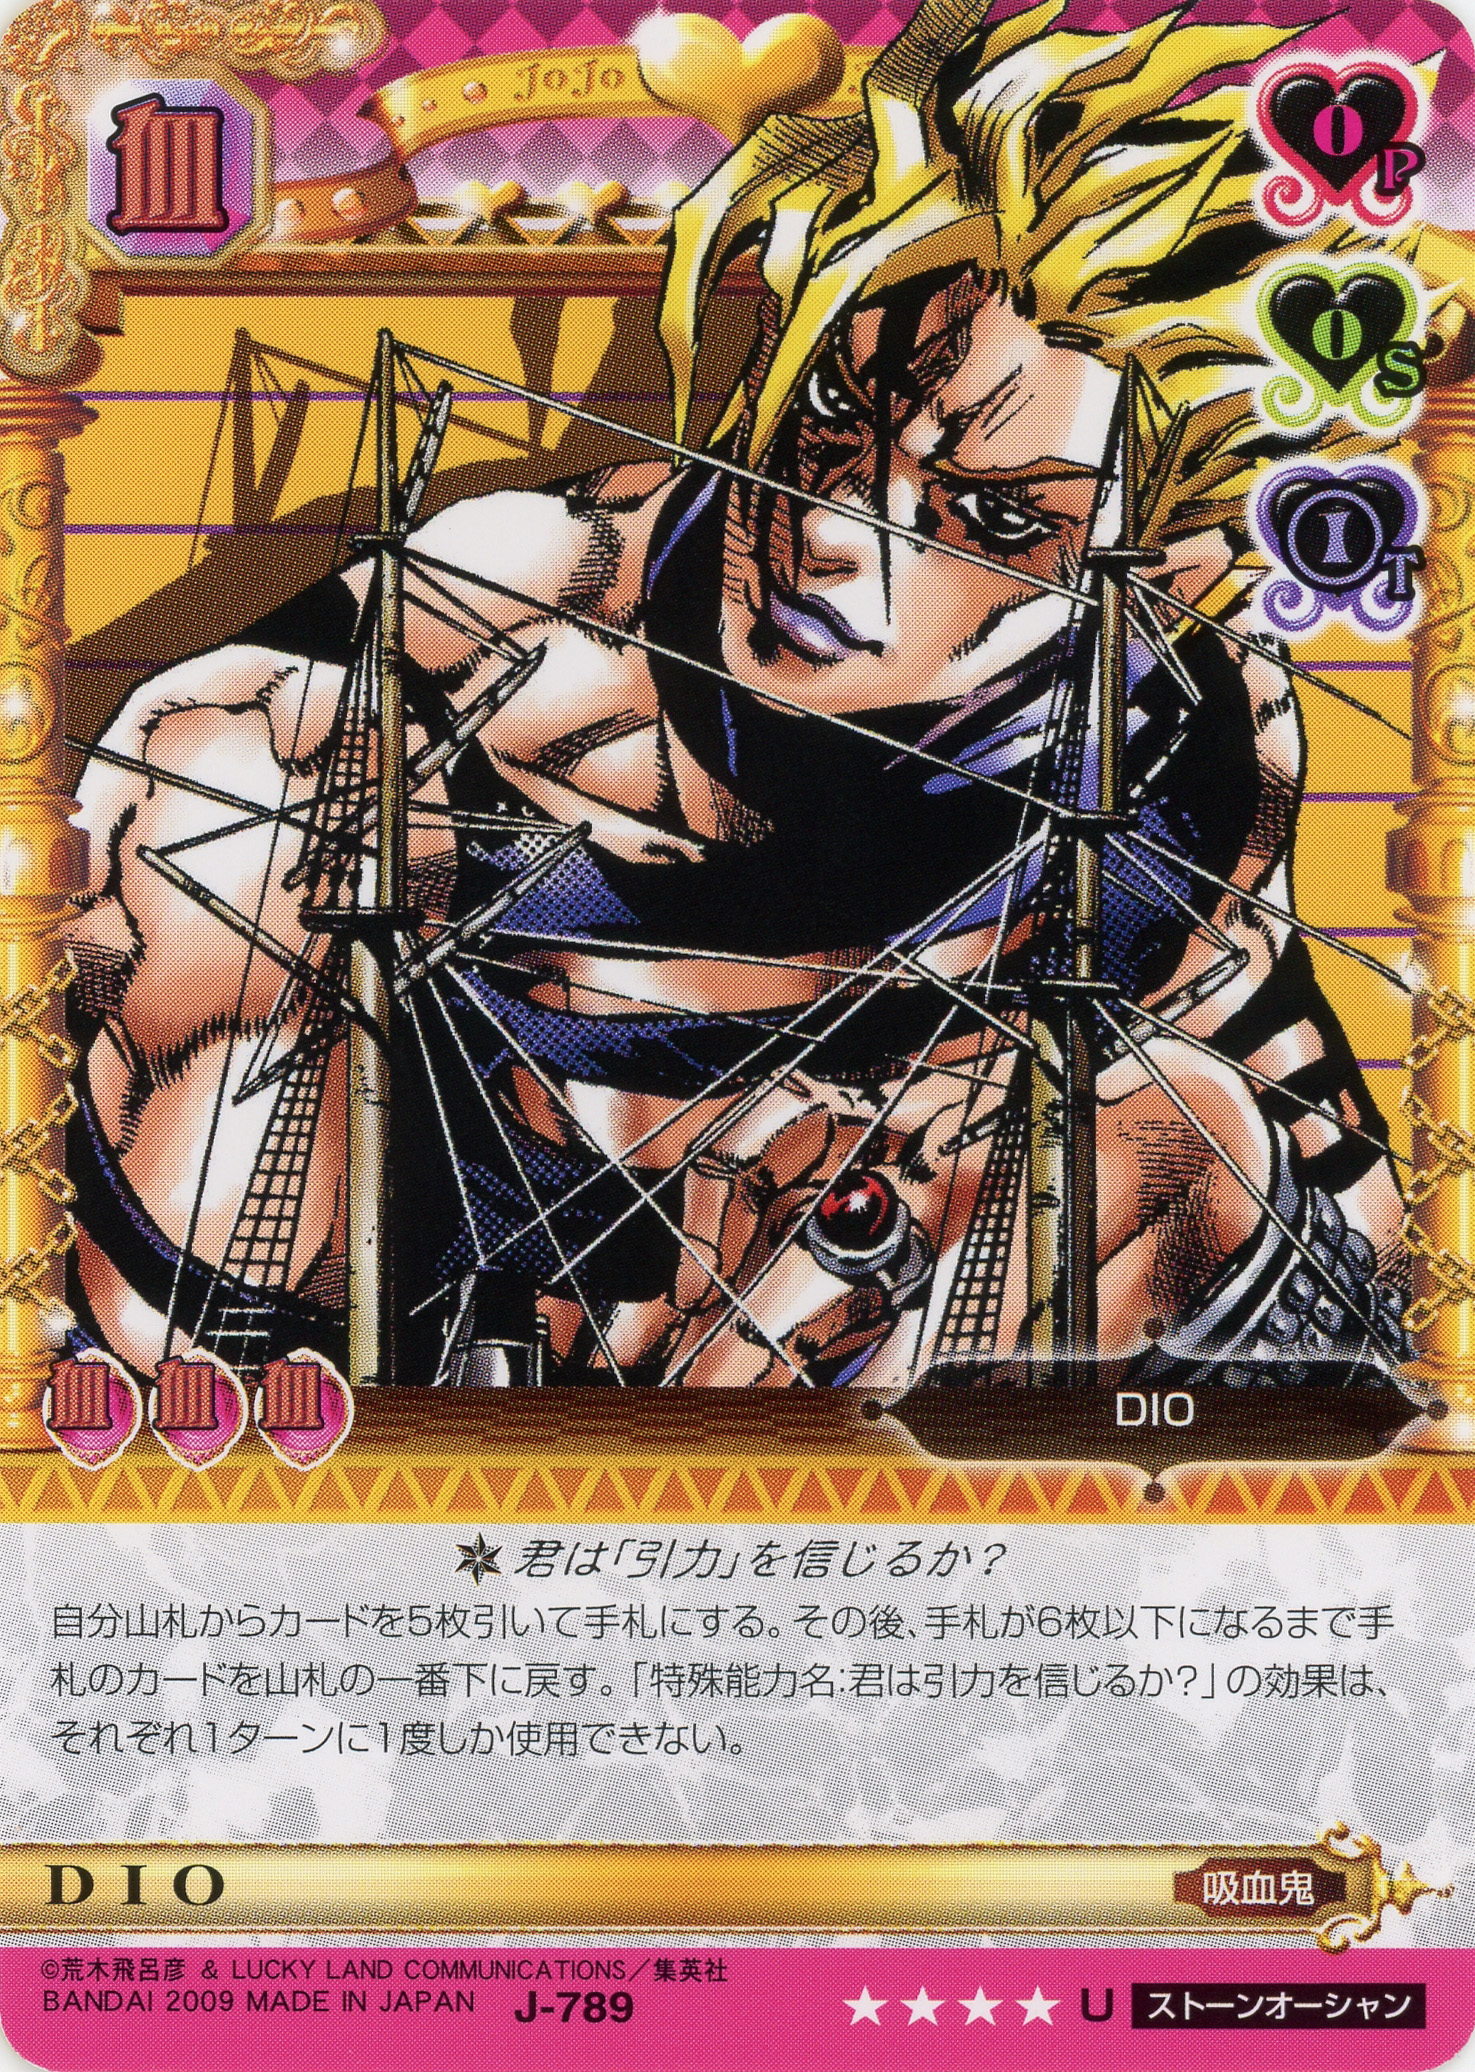 JoJo
血
0 P
0 S
1 T
血 血 血
DIO
君は「引力」を信じるか？
自分山札からカードを5枚引いて手札にする。その後、手札が6枚以下になるまで手
札のカードを山札の一番下に戻す。「特殊能力名:君は引力を信じるか？」の効果は、
それぞれ1ターンに1度しか使用できない。
DIO
吸血鬼
©荒木飛呂彦 & LUCKY LAND COMMUNICATIONS／集英社
BANDAI 2009 MADE IN JAPAN J-789
★★★★ U ストーンオーシャン